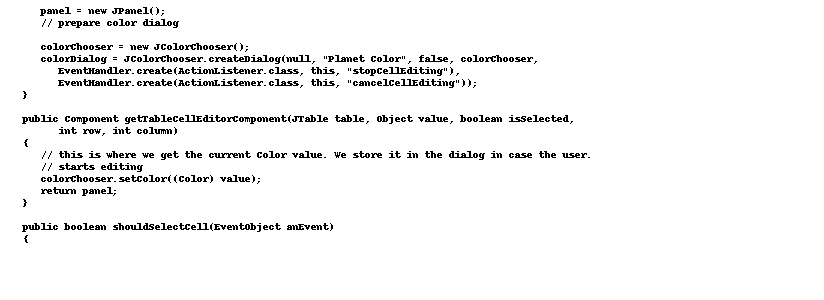 panel = new JPanel();
// prepare color dialog
colorChooser = new JColorChooser();
colorDialog = JColorChooser.createDialog(null, "Planet Color", false, colorChooser,
EventHandler.create(ActionListener.class, this, "stopCellEditing"),
EventHandler.create(ActionListener.class, this, "cancelCellEditing"));
}
public Component getTableCellEditorComponent(JTable table, Object value, boolean isSelected,
int row, int column)
{
// this is where we get the current Color value. We store it in the dialog in case the user.
// starts editing
colorChooser.setColor((Color) value);
return panel;
}
public boolean shouldSelectCell(EventObject anEvent)
{